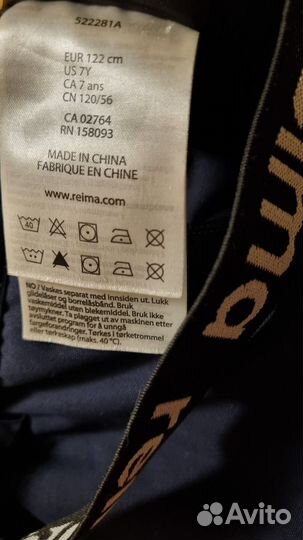 522281A
EUR 122 cm
US 7Y
CA 7 ans
CN 120/56
CA 02764
RN 158093
MADE IN CHINA
FABRIQUE EN CHINE
www.reima.com
40
NO / Vaskes separat med innsiden ut. Lukk
glidelåser og borrelåsbånd. Bruk
vaskemiddel uten blekemiddel. Bruk ikke
tøymykner. Ta plagget ut av maskinen etter
avsluttet program for å unngå
fargeforandringer. Tørkes i tørketrommel
eller tørkeskap (maks. 40 °C).
eima
rei
Avito